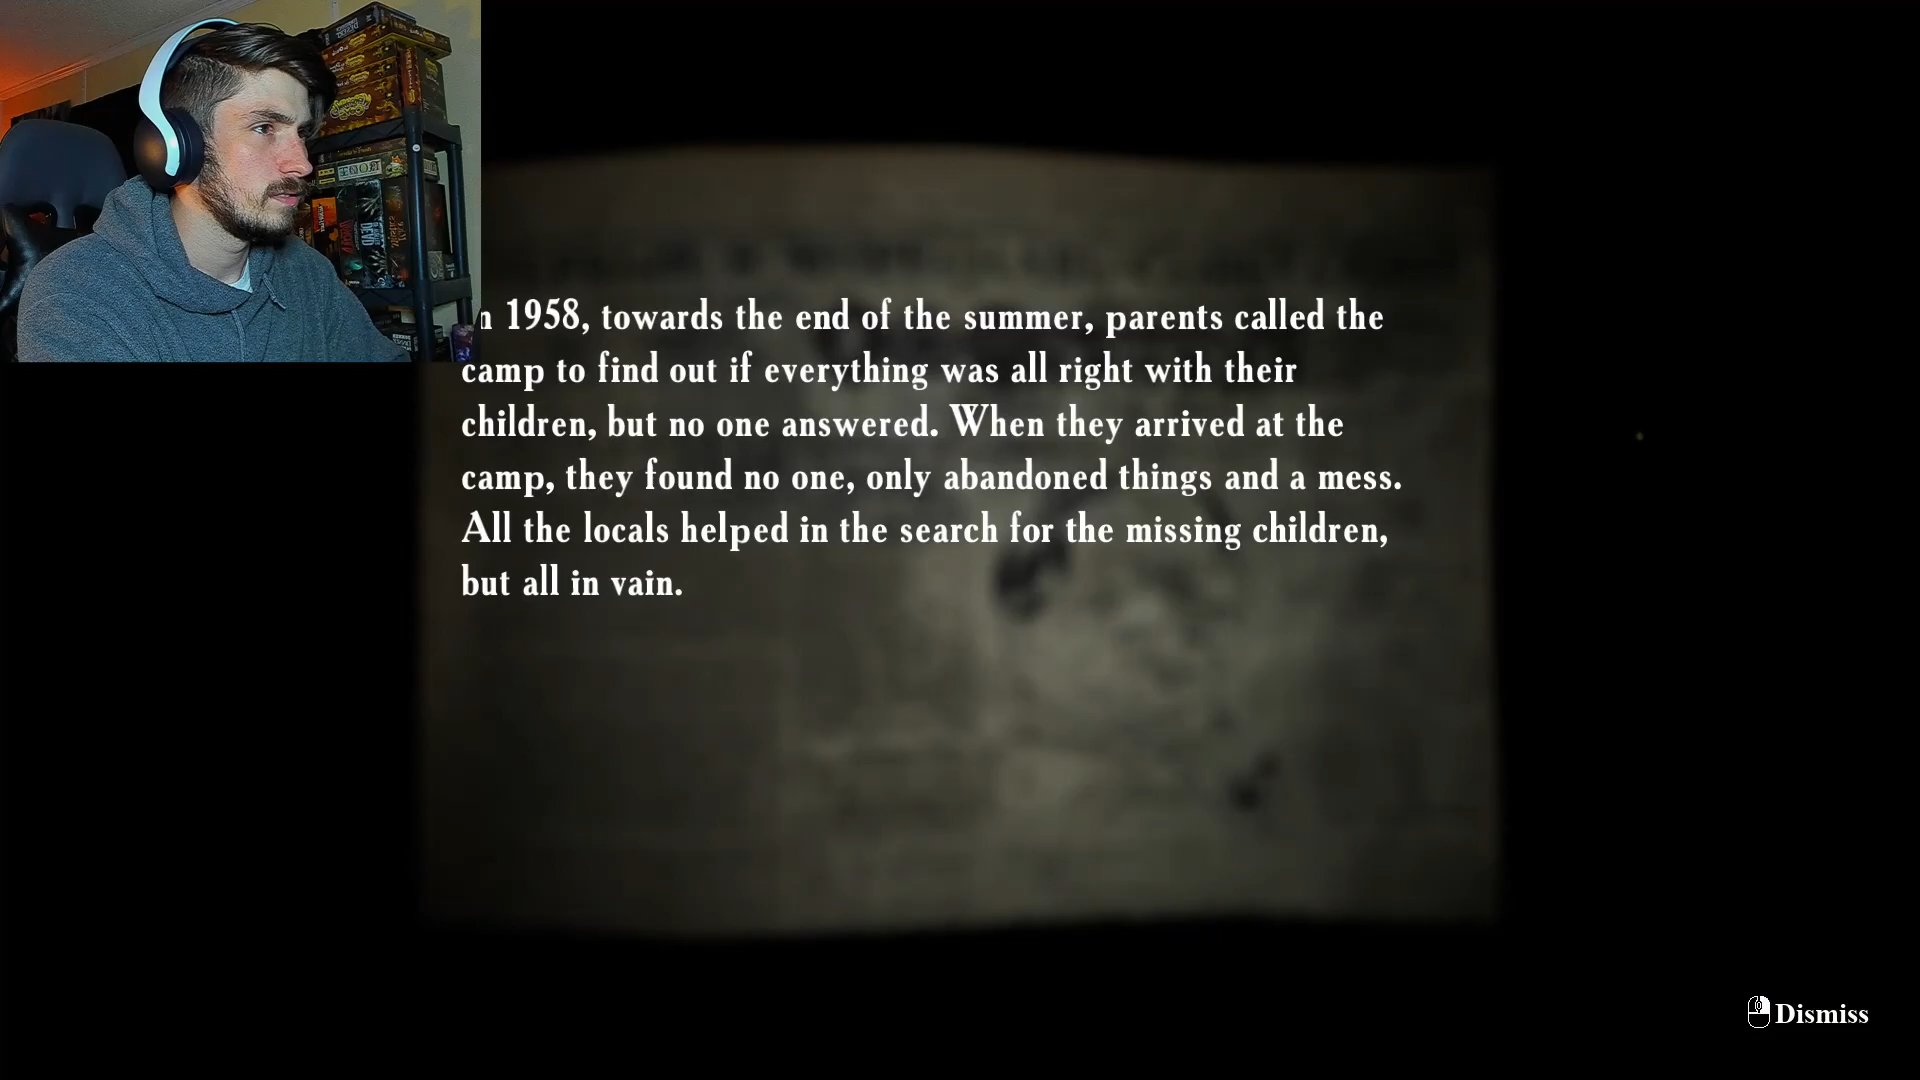 n 1958, towards the end of the summer, parents called the
camp to find out if everything was all right with their
children, but no one answered. When they arrived at the
camp, they found no one, only abandoned things and a mess.
All the locals helped in the search for the missing children,
but all in vain.
Dismiss